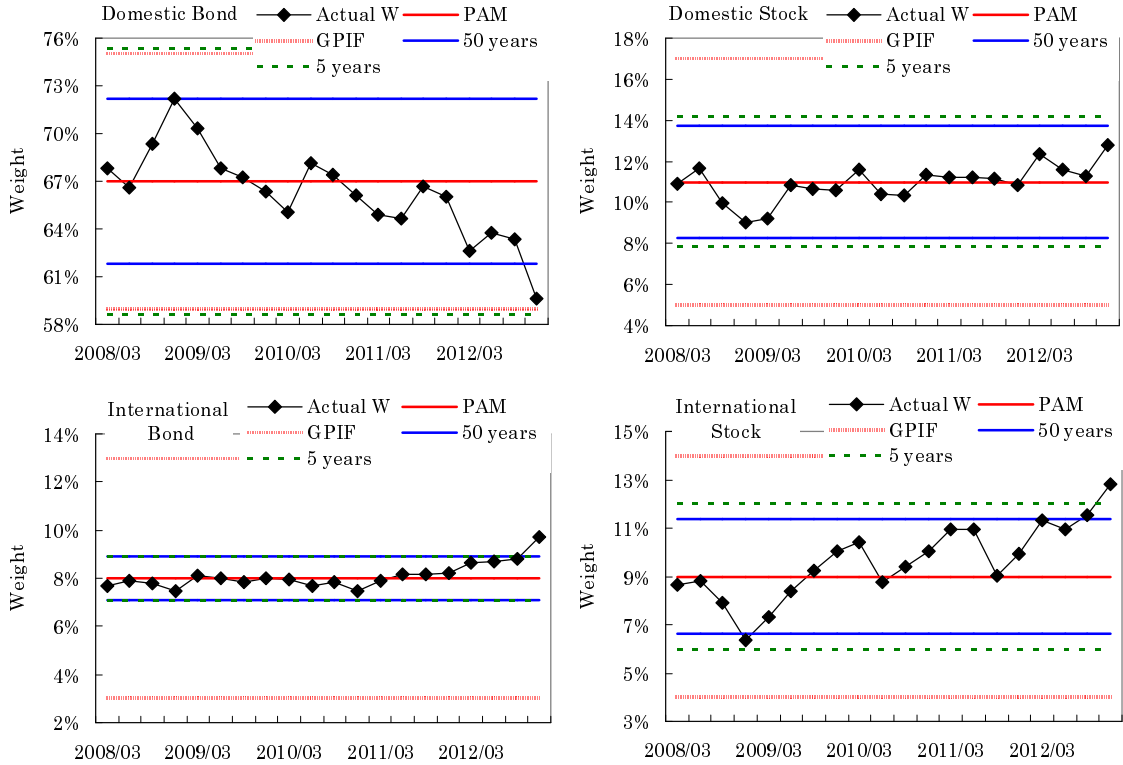 Domestic Bond
Actual W
PAM
GPIF
50 years
5 years
76%
73%
70%
67%
64%
61%
58%
Weight
2008/03
2009/03
2010/03
2011/03
2012/03
Domestic Stock
Actual W
PAM
GPIF
50 years
5 years
18%
16%
14%
12%
10%
8%
6%
4%
Weight
2008/03
2009/03
2010/03
2011/03
2012/03
International
Bond
Actual W
PAM
GPIF
50 years
5 years
14%
12%
10%
8%
6%
4%
2%
Weight
2008/03
2009/03
2010/03
2011/03
2012/03
International
Stock
Actual W
PAM
GPIF
50 years
5 years
15%
13%
11%
9%
7%
5%
3%
Weight
2008/03
2009/03
2010/03
2011/03
2012/03